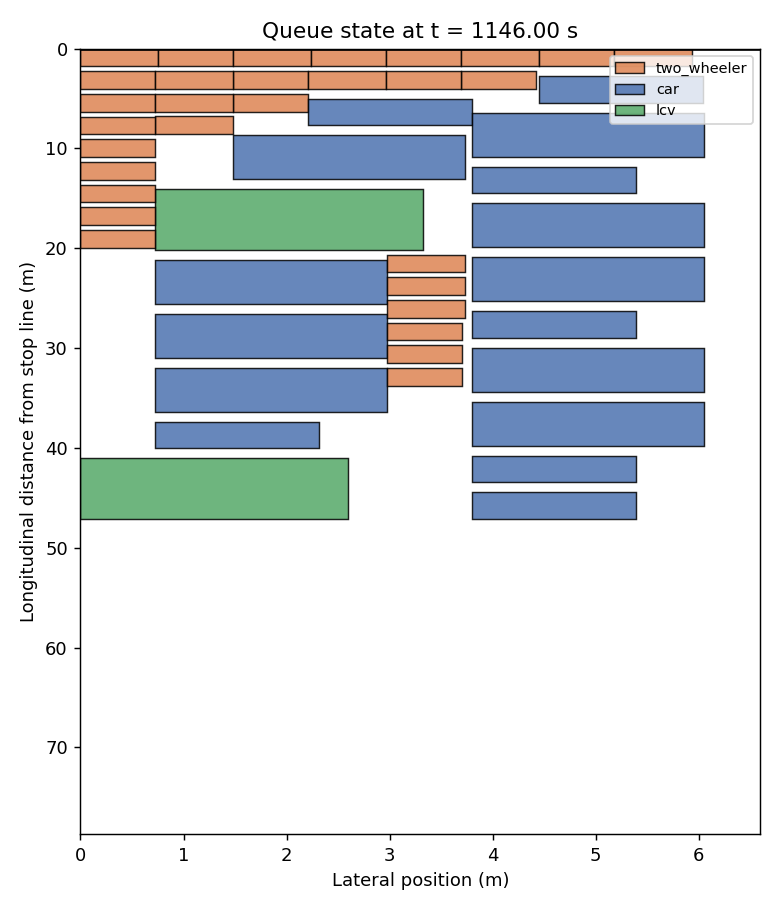 Queue state at t = 1146.00 s
two_wheeler
car
lcv
0
10
20
30
40
50
60
70
Longitudinal distance from stop line (m)
0 1 2 3 4 5 6
Lateral position (m)